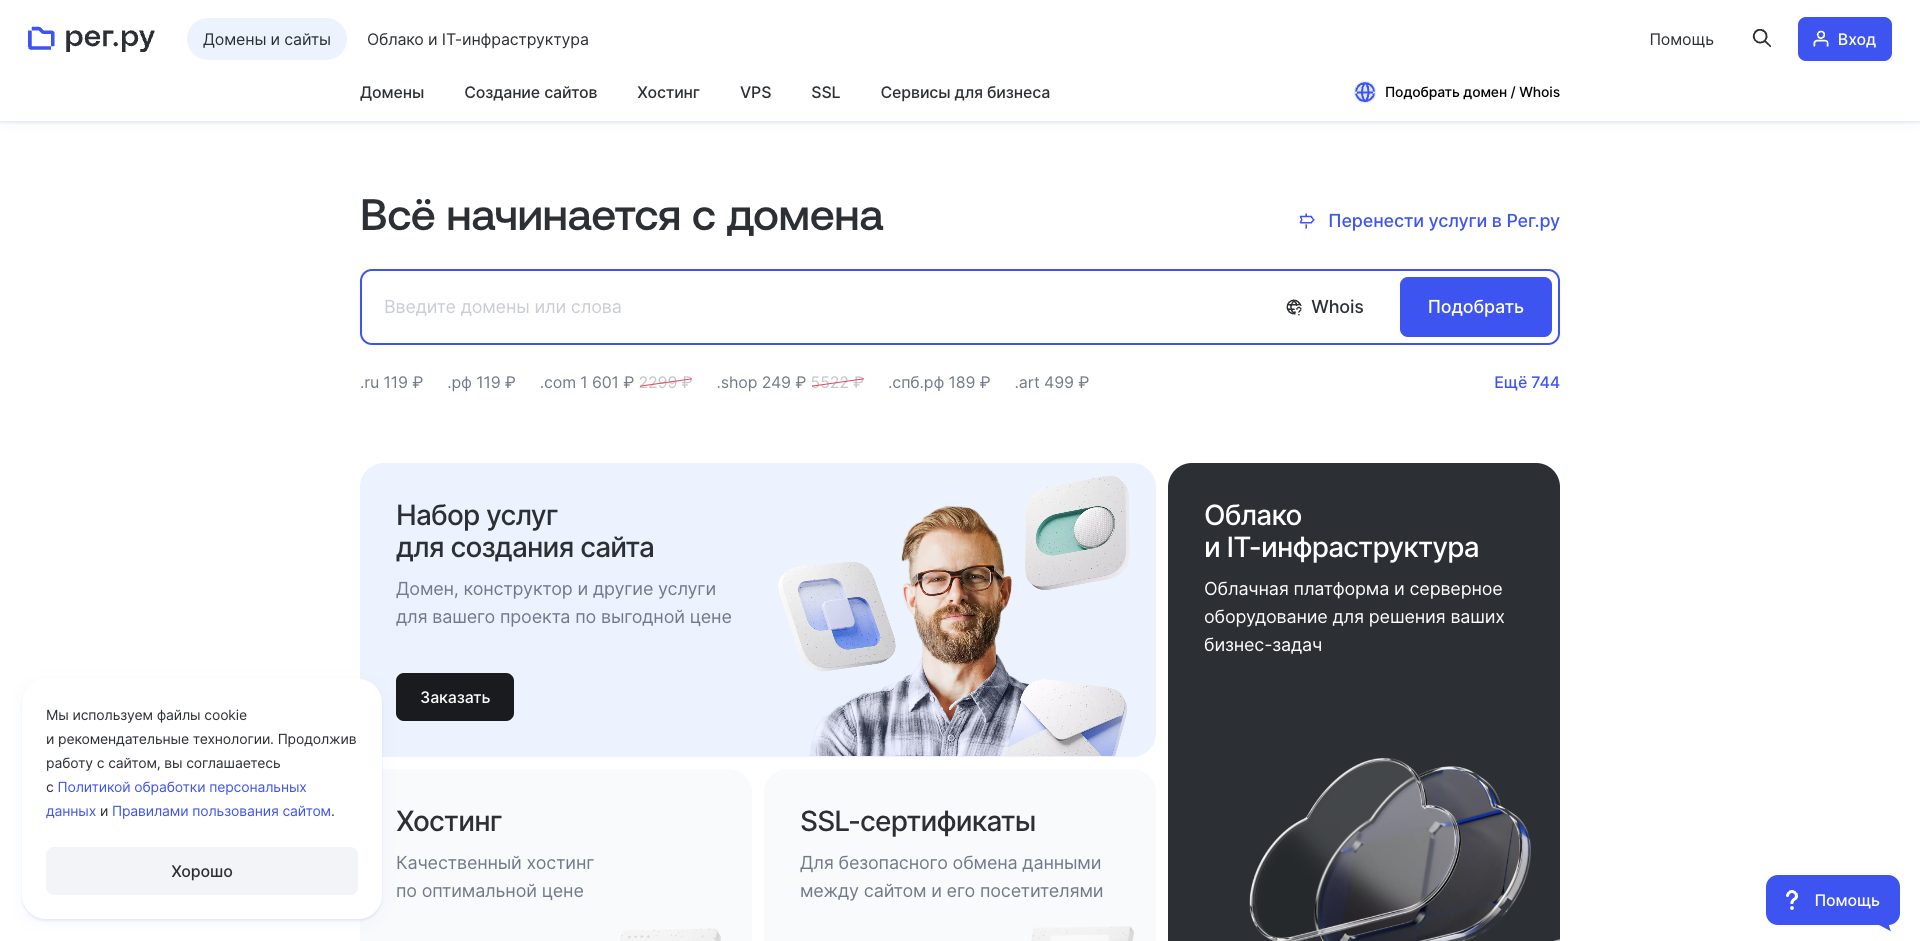 рег.ру
Домены и сайты
Облако и IT-инфраструктура
Помощь
Вход
Домены
Создание сайтов
Хостинг
VPS
SSL
Сервисы для бизнеса
Подобрать домен / Whois
Всё начинается с домена
Перенести услуги в Рег.ру
Введите домены или слова
Whois
Подобрать
.ru 119 ₽
.рф 119 ₽
.com 1 601 ₽ 2299 ₽
.shop 249 ₽ 5522 ₽
.спб.рф 189 ₽
.art 499 ₽
Ещё 744
Набор услуг
для создания сайта
Домен, конструктор и другие услуги
для вашего проекта по выгодной цене
Заказать
Облако
и IT-инфраструктура
Облачная платформа и серверное
оборудование для решения ваших
бизнес-задач
Мы используем файлы cookie
и рекомендательные технологии. Продолжив
работу с сайтом, вы соглашаетесь
с Политикой обработки персональных
данных и Правилами пользования сайтом.
Хорошо
Хостинг
Качественный хостинг
по оптимальной цене
SSL-сертификаты
Для безопасного обмена данными
между сайтом и его посетителями
Помощь